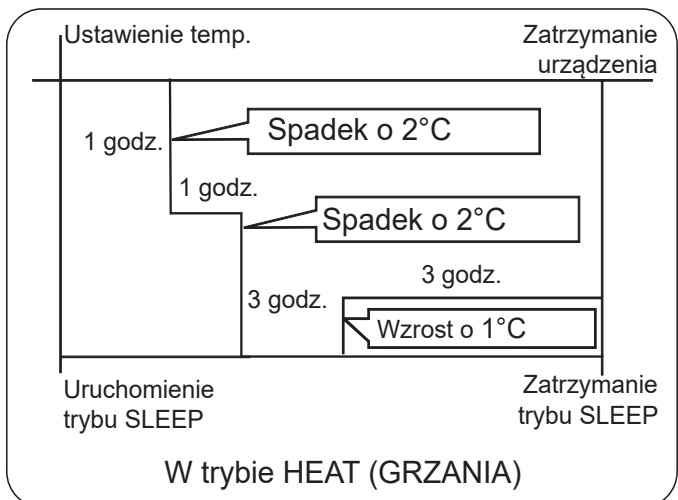 Ustawienie temp.
Zatrzymanie
urządzenia
1 godz.
Spadek o 2°C
1 godz.
Spadek o 2°C
3 godz.
3 godz.
Wzrost o 1°C
Uruchomienie
trybu SLEEP
Zatrzymanie
trybu SLEEP
W trybie HEAT (GRZANIA)